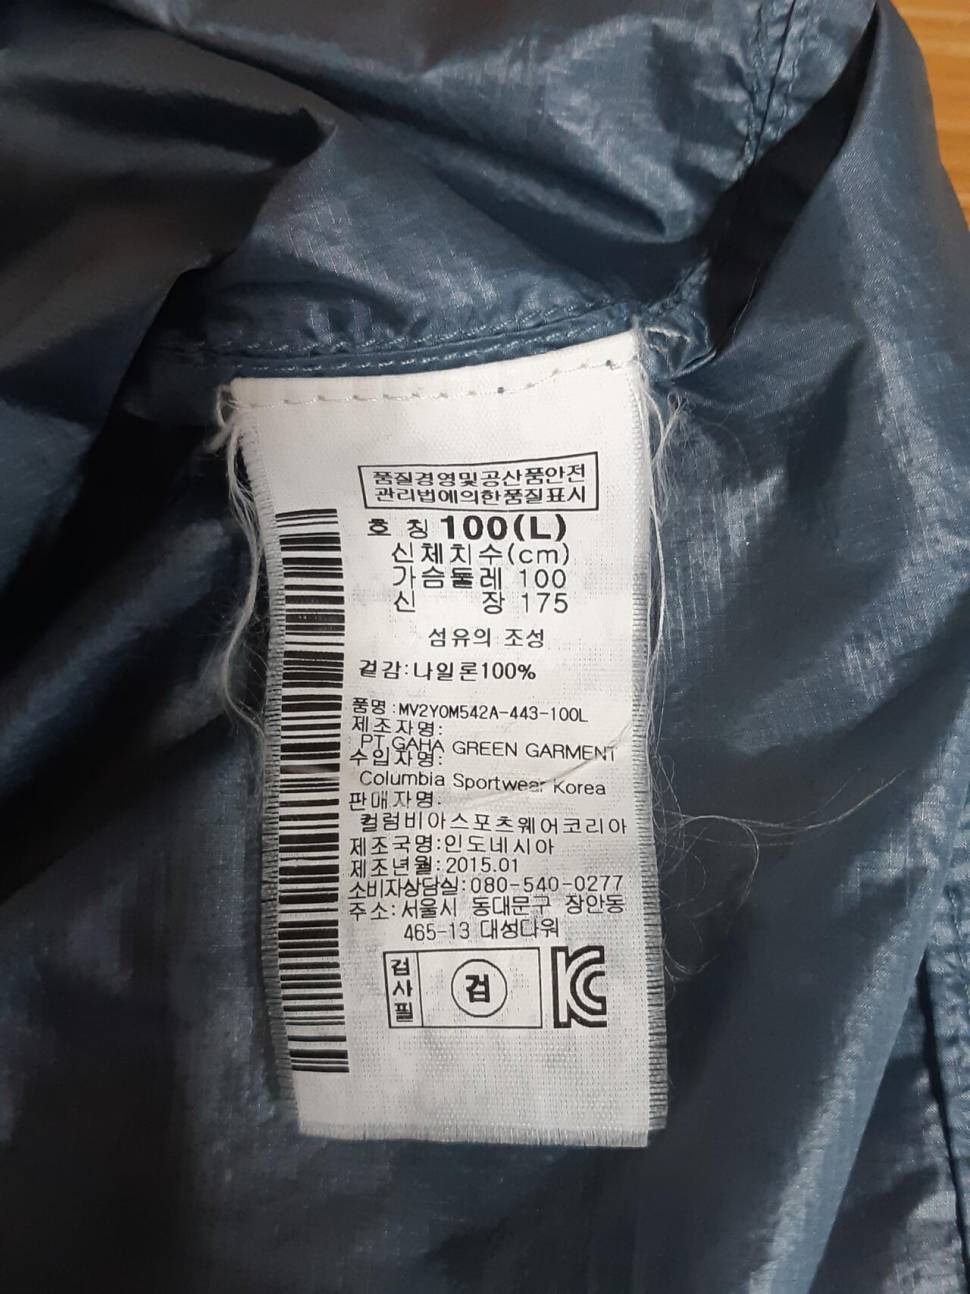 품질경영및공산품안전
관리법에의한품질표시
호 칭 100(L)
신체치수(cm)
가슴둘레 100
신 장 175
섬유의 조성
겉감:나일론100%
품명:MV2YOM542A-443-100L
제조자명:
PT GAHA GREEN GARMENT
수입자명:
Columbia Sportwear Korea
판매자명:
컬럼비아스포츠웨어코리아
제조국명:인도네시아
제조년월:2015.01
소비자상담실:080-540-0277
주소:서울시 동대문구 장안동
465-13 대성타워
검사필
검
KC